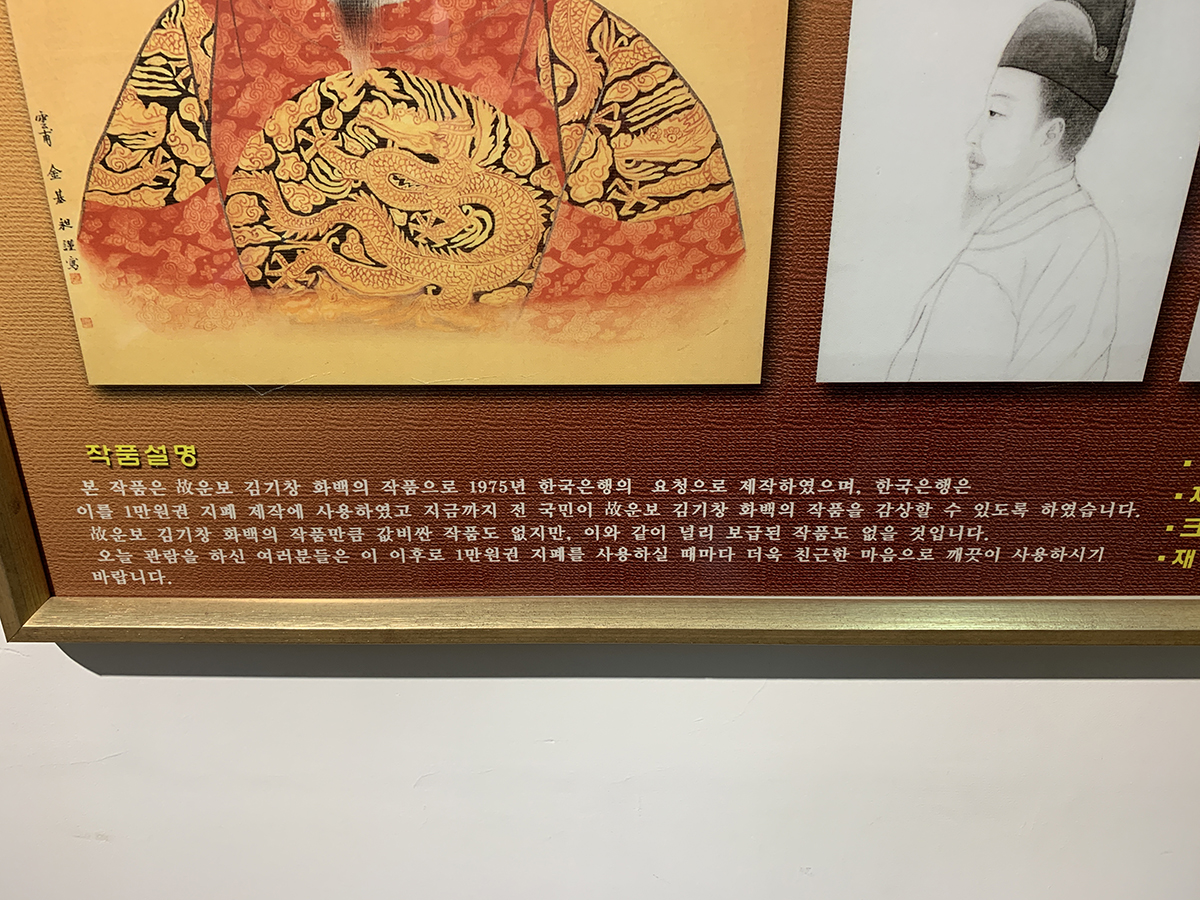 雲甫 金基昶 謹寫
작품설명
본 작품은 故운보 김기창 화백의 작품으로 1975년 한국은행의 요청으로 제작하였으며, 한국은행은
이를 1만원권 지폐 제작에 사용하였고 지금까지 전 국민이 故운보 김기창 화백의 작품을 감상할 수 있도록 하였습니다.
故운보 김기창 화백의 작품만큼 값비싼 작품도 없지만, 이와 같이 널리 보급된 작품도 없을 것입니다.
오늘 관람을 하신 여러분들은 이 이후로 1만원권 지폐를 사용하실 때마다 더욱 친근한 마음으로 깨끗이 사용하시기
바랍니다.
크
재